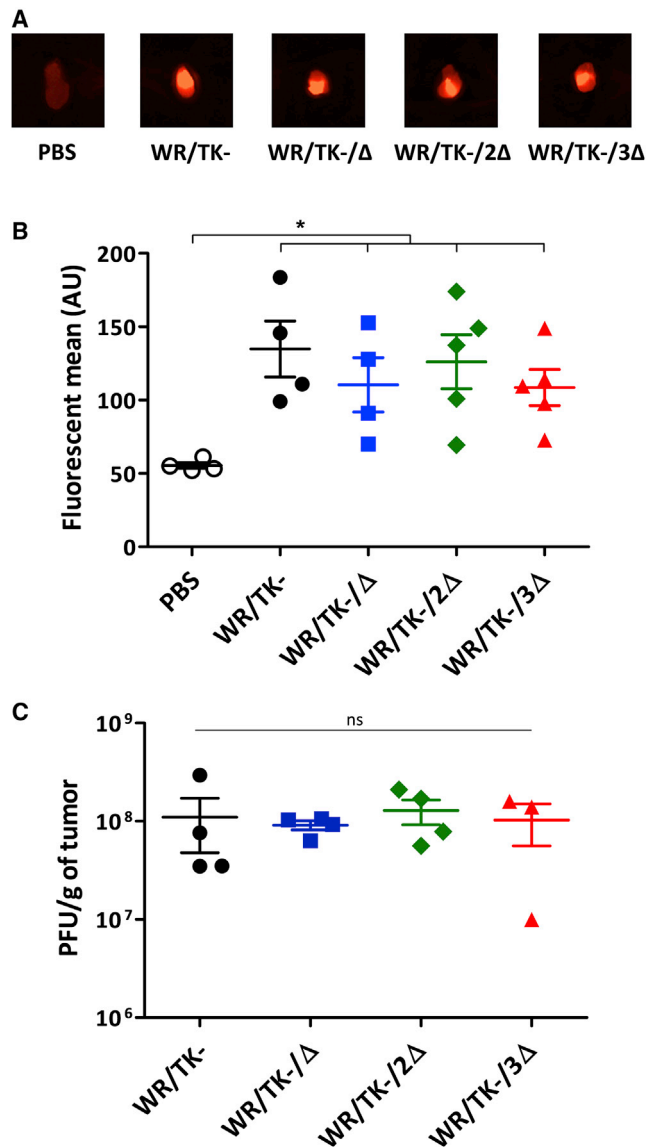 A
PBS WR/TK- WR/TK-/Δ WR/TK-/2Δ WR/TK-/3Δ
B
*
Fluorescent mean (AU)
200
150
100
50
0
PBS WR/TK- WR/TK-/Δ WR/TK-/2Δ WR/TK-/3Δ
C
ns
PFU/g of tumor
10⁹
10⁸
10⁷
10⁶
WR/TK- WR/TK-/Δ WR/TK-/2Δ WR/TK-/3Δ